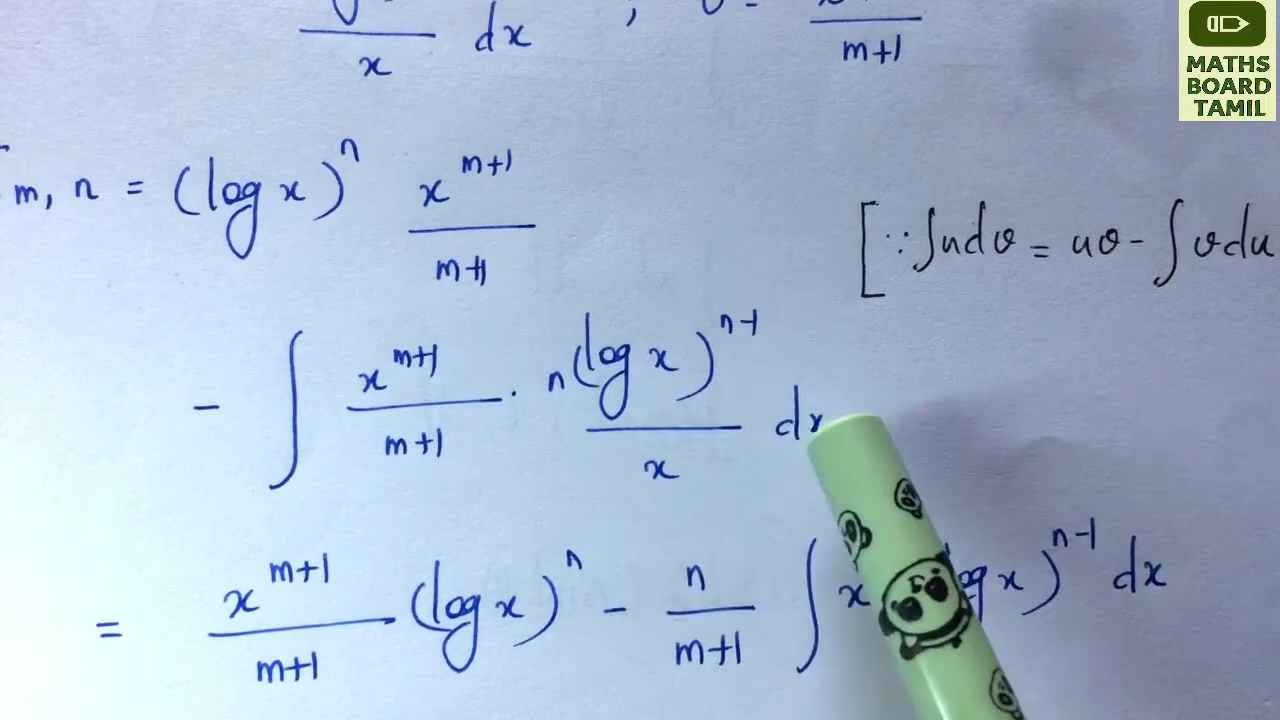 x dx , m+1
MATHS
BOARD
TAMIL
m, n = (log x)^n x^{m+1}/m+1
[∵∫udv = uv - ∫vdu
- ∫ x^{m+1}/m+1 · n(log x)^{n-1}/x dx
= x^{m+1}/m+1 (log x)^n - n/m+1 ∫ x og x)^{n-1} dx